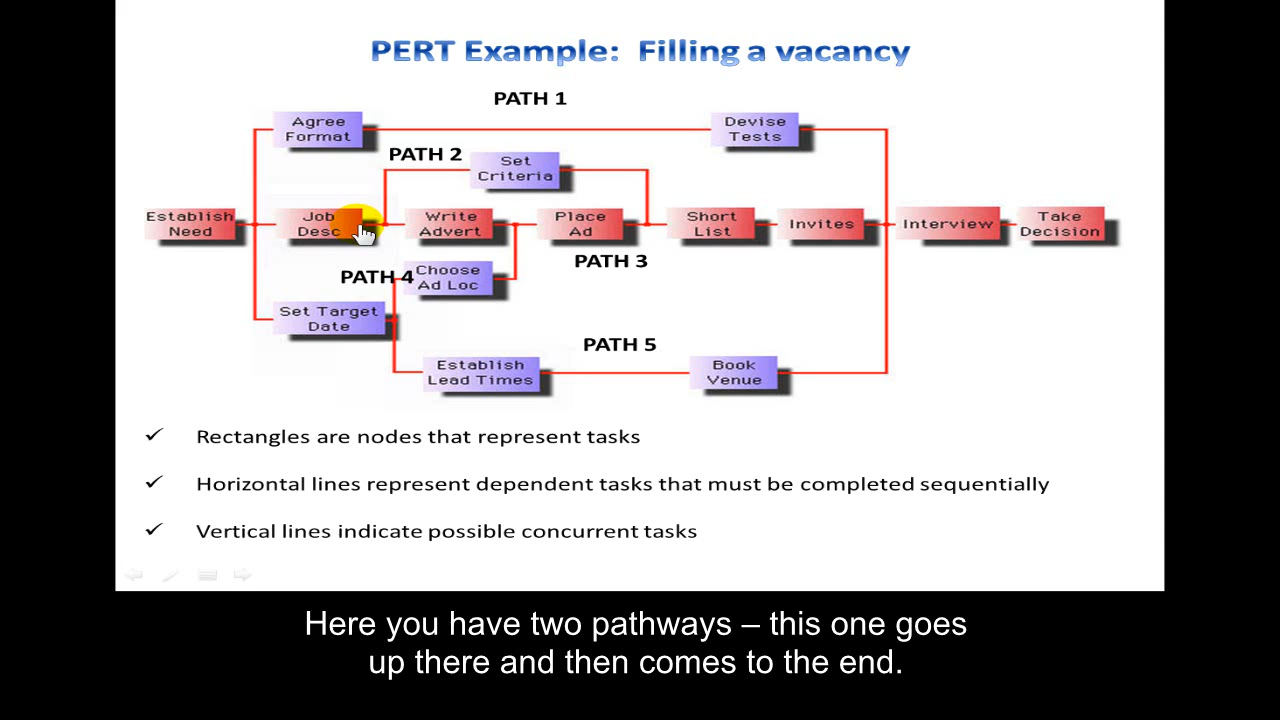 PERT Example: Filling a vacancy
PATH 1
Agree
Format
Devise
Tests
PATH 2
Set
Criteria
Establish
Need
Job
Desc
Write
Advert
Place
Ad
Short
List
Invites
Interview
Take
Decision
PATH 3
PATH 4
Choose
Ad Loc
Set Target
Date
PATH 5
Establish
Lead Times
Book
Venue
✓ Rectangles are nodes that represent tasks
✓ Horizontal lines represent dependent tasks that must be completed sequentially
✓ Vertical lines indicate possible concurrent tasks
Here you have two pathways – this one goes
up there and then comes to the end.